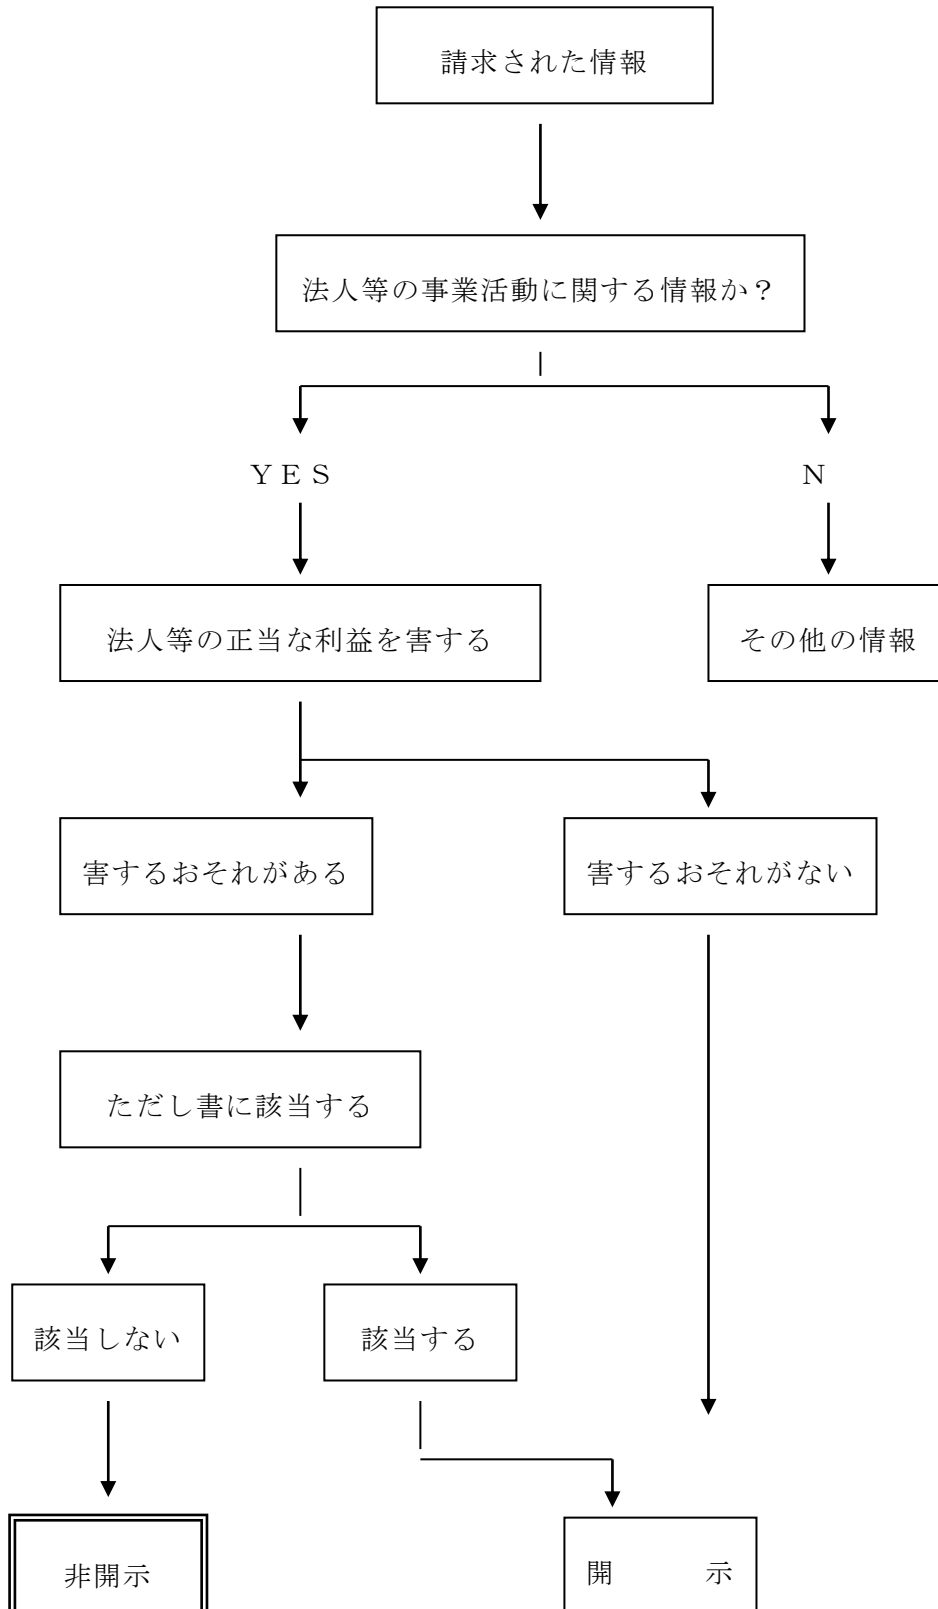 請求された情報
法人等の事業活動に関する情報か？
ＹＥＳ
Ｎ
法人等の正当な利益を害する
その他の情報
害するおそれがある
害するおそれがない
ただし書に該当する
該当しない
該当する
非開示
開　　　示